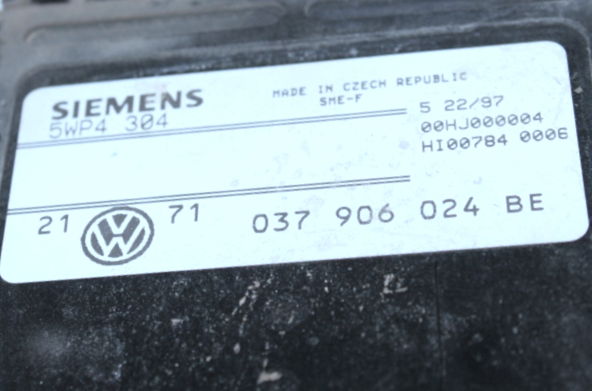 SIEMENS
5WP4 304
MADE IN CZECH REPUBLIC
SME-F
5 22/97
00HJ000004
HI00784 0006
21 VW 71 037 906 024 BE